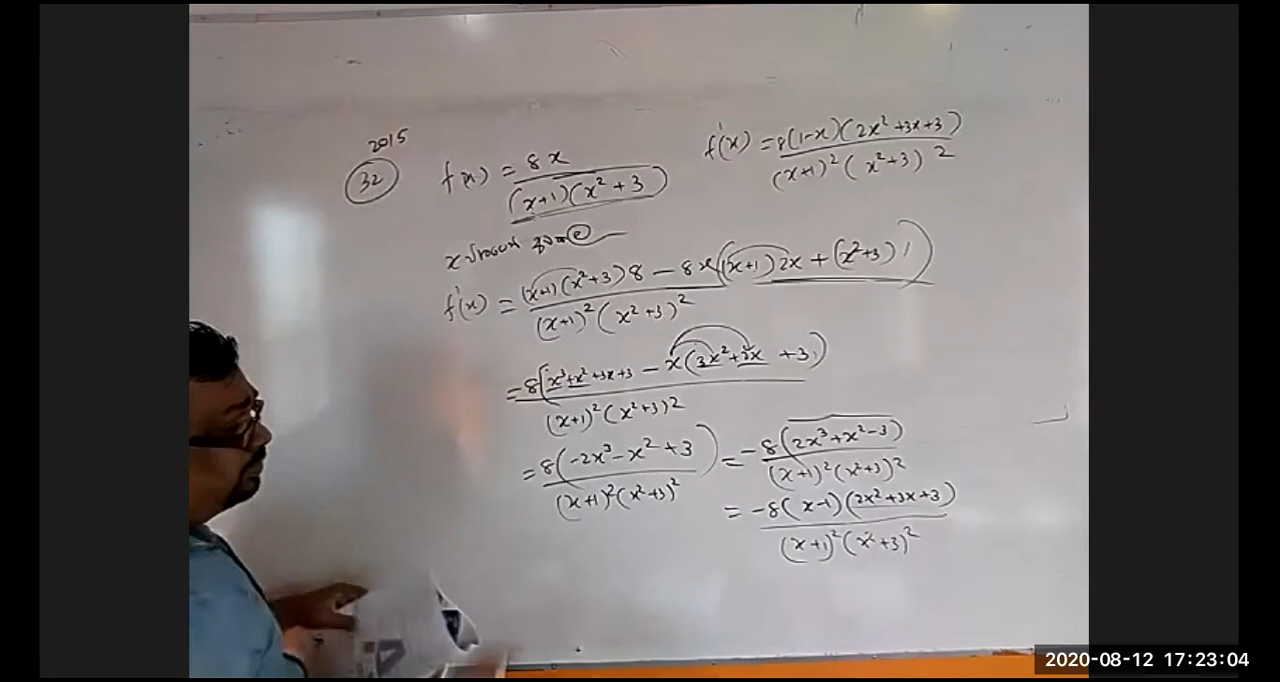 2015
32
f(x) = 8x / (x+1)(x² + 3)
f'(x) = 8(1-x)(2x² +3x+3) / (x+1)² (x²+3)²
x
f'(x) = (x+1)(x²+3)8 - 8x((x+1)2x + (x²+3)1) / (x+1)² (x²+3)²
= 8(x³+x²+3x+3 - x(3x²+2x+3)) / (x+1)² (x²+3)²
= 8(-2x³-x²+3) / (x+1)²(x²+3)² = -8(2x³+x²-3) / (x+1)²(x²+3)²
= -8(x-1)(2x²+3x+3) / (x+1)²(x²+3)²
2020-08-12 17:23:04